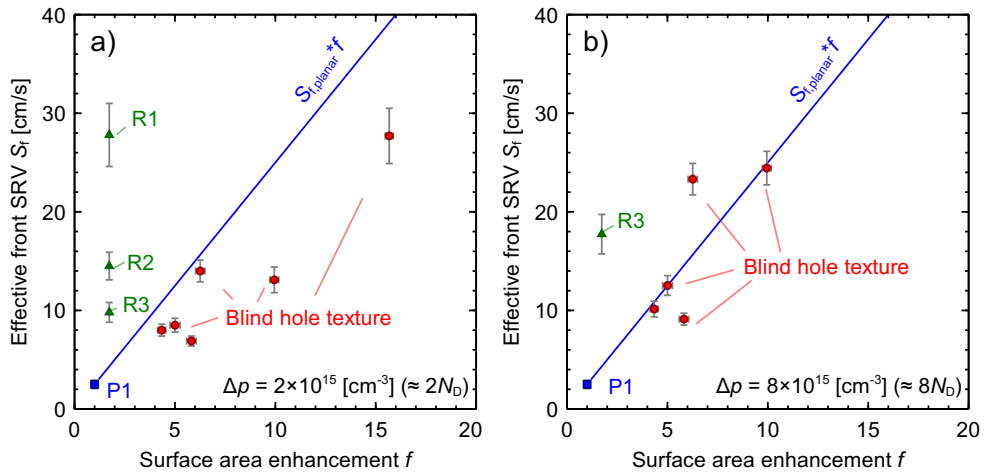 a)
40
30
20
10
0
Effective front SRV Sf [cm/s]
Sf,planar*f
R1
R2
R3
Blind hole texture
P1
Δp = 2×10^15 [cm-3] (≈ 2ND)
0 5 10 15 20
Surface area enhancement f
b)
40
30
20
10
0
Effective front SRV Sf [cm/s]
Sf,planar*f
R3
Blind hole texture
P1
Δp = 8×10^15 [cm-3] (≈ 8ND)
0 5 10 15 20
Surface area enhancement f